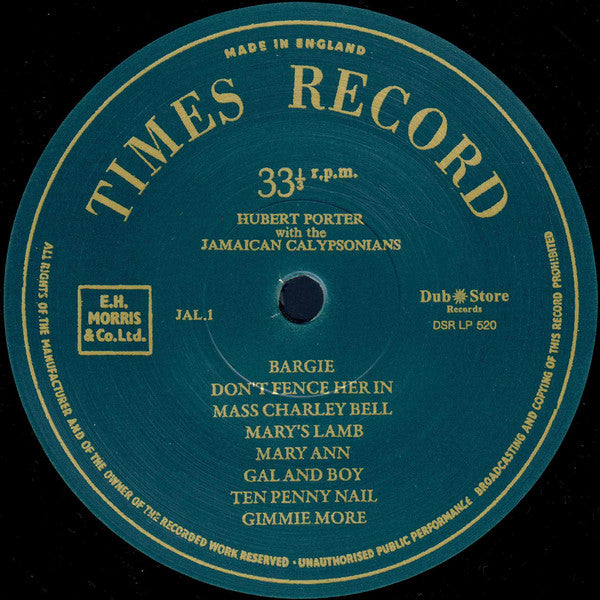 MADE IN ENGLAND
TIMES RECORD
33⅓ r.p.m.
HUBERT PORTER
with the
JAMAICAN CALYPSONIANS
E.H.
MORRIS
& Co. Ltd.
JAL.1
Dub Store
Records
DSR LP 520
BARGIE
DON'T FENCE HER IN
MASS CHARLEY BELL
MARY'S LAMB
MARY ANN
GAL AND BOY
TEN PENNY NAIL
GIMMIE MORE
ALL RIGHTS OF THE MANUFACTURER AND OF THE OWNER OF THE RECORDED WORK RESERVED · UNAUTHORISED PUBLIC PERFORMANCE BROADCASTING AND COPYING OF THIS RECORD PROHIBITED